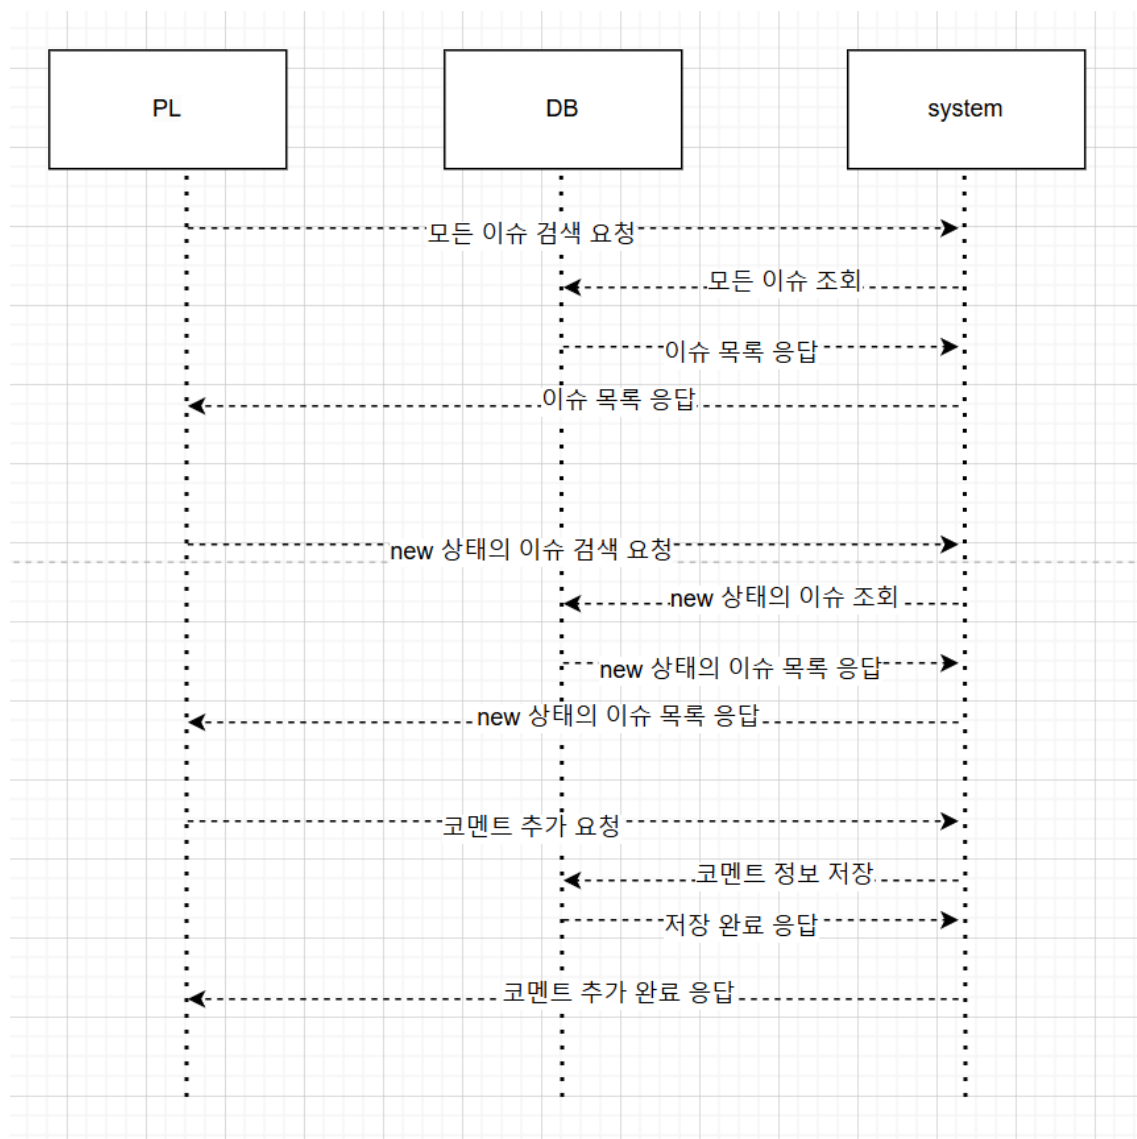 PL
DB
system
모든 이슈 검색 요청
모든 이슈 조회
이슈 목록 응답
이슈 목록 응답
new 상태의 이슈 검색 요청
new 상태의 이슈 조회
new 상태의 이슈 목록 응답
new 상태의 이슈 목록 응답
코멘트 추가 요청
코멘트 정보 저장
저장 완료 응답
코멘트 추가 완료 응답